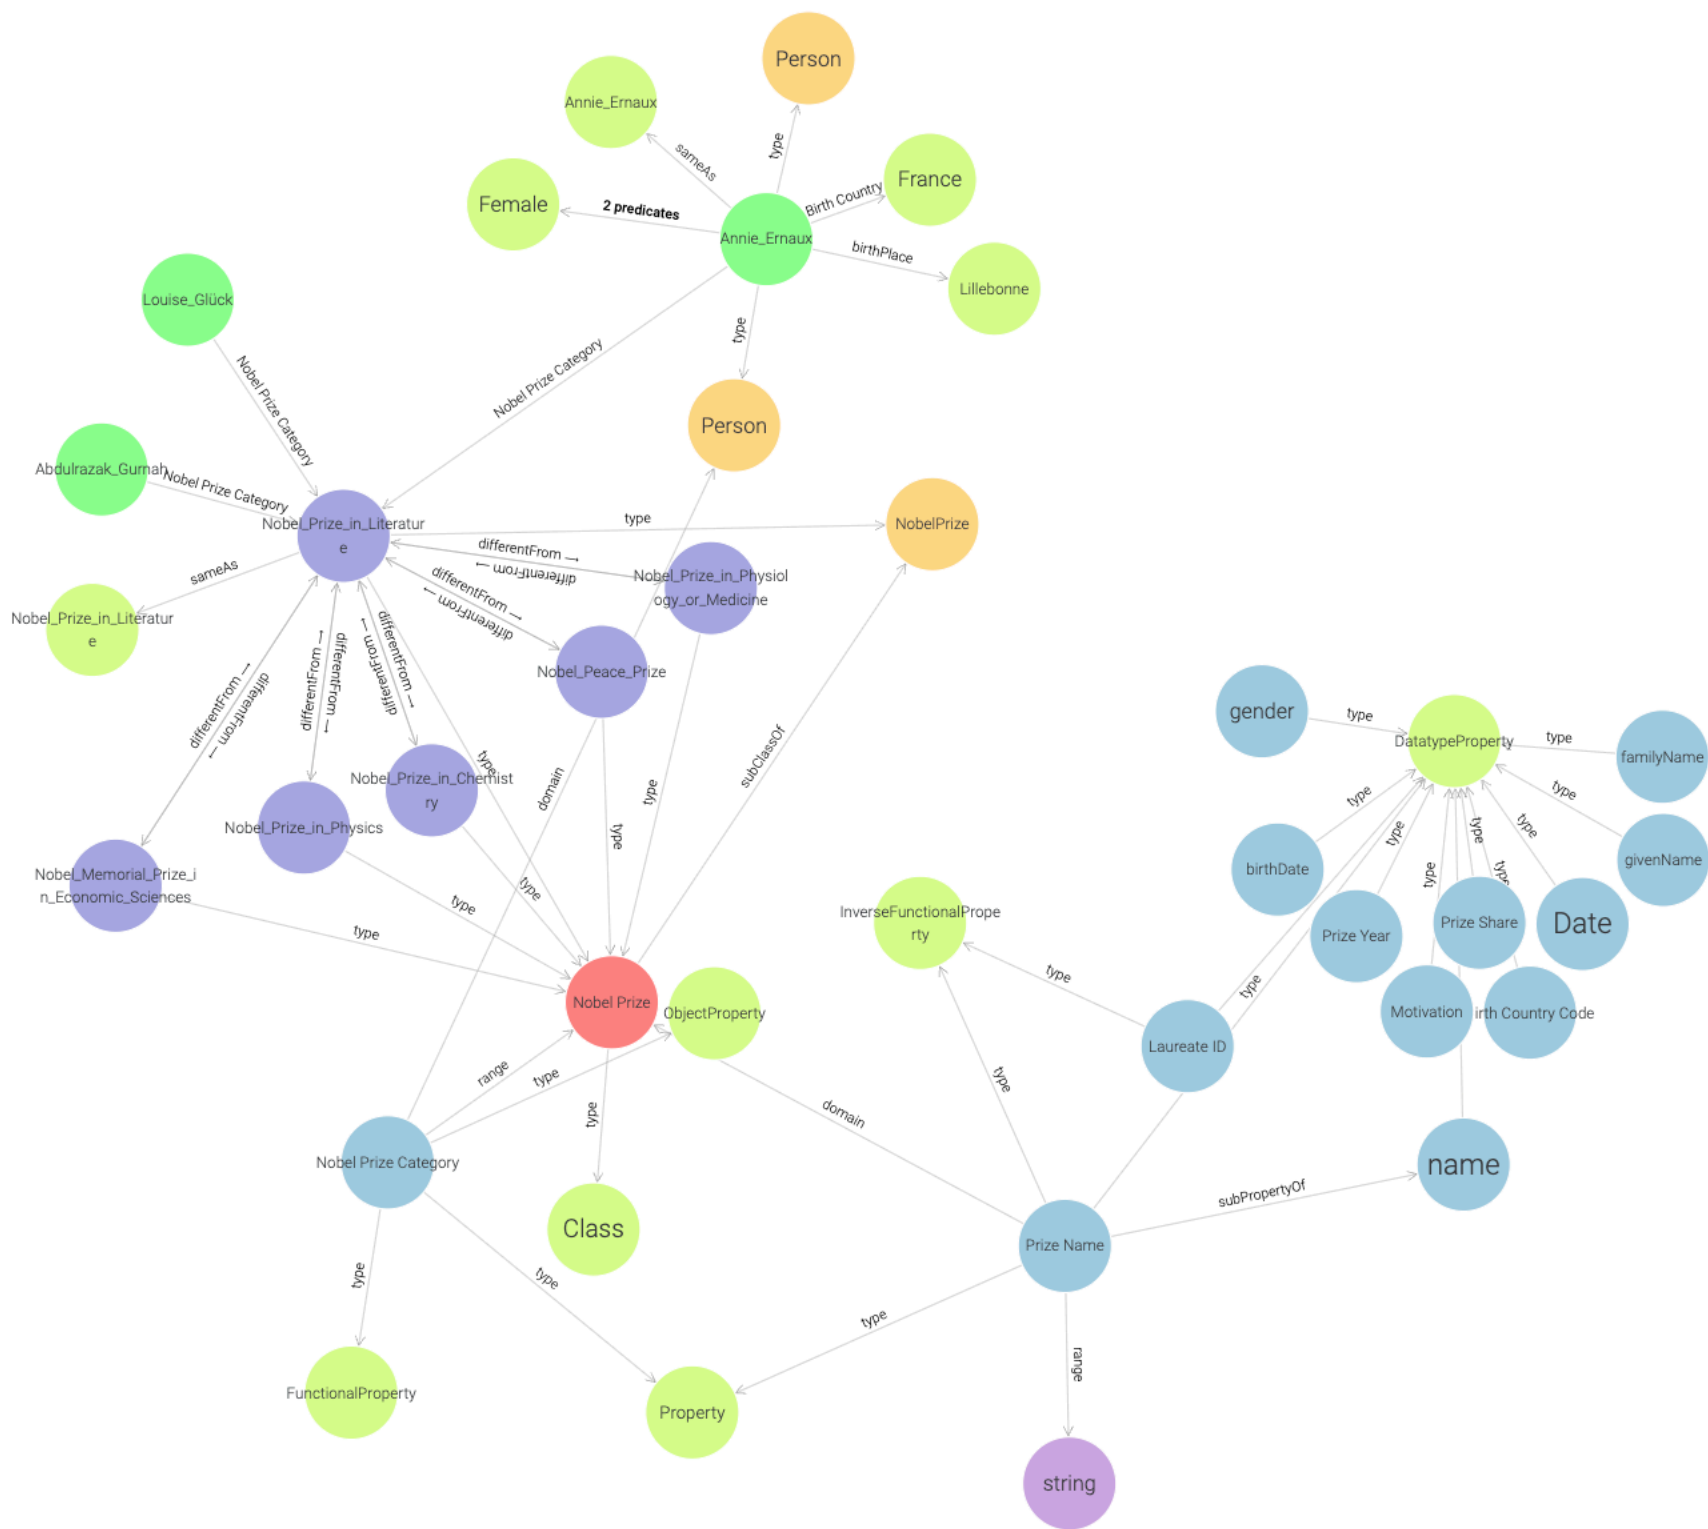 Person
Annie_Ernaux
type
sameAs
France
Birth Country
Female
2 predicates
Annie_Ernaux
birthPlace
Lillebonne
Louise_Glück
type
Nobel Prize Category
Nobel Prize Category
Person
Abdulrazak_Gurnah
Nobel Prize Category
Nobel_Prize_in_Literatur
e
type
NobelPrize
differentFrom →
differentFrom →
sameAs
differentFrom →
differentFrom →
Nobel_Prize_in_Physiol
ogy_or_Medicine
Nobel_Prize_in_Literatur
e
differentFrom →
differentFrom →
differentFrom →
differentFrom →
differentFrom →
differentFrom →
Nobel_Peace_Prize
gender
type
DatatypeProperty
type
familyName
type
subClassOf
domain
type
type
Nobel_Prize_in_Chemist
ry
Nobel_Prize_in_Physics
type
type
type
type
type
birthDate
givenName
Nobel_Memorial_Prize_i
n_Economic_Sciences
type
type
type
type
type
InverseFunctionalPrope
rty
Prize Year
Prize Share
Date
type
type
Nobel Prize
ObjectProperty
Motivation
irth Country Code
Laureate ID
range
type
type
type
domain
Nobel Prize Category
name
subPropertyOf
Class
Prize Name
type
type
type
range
FunctionalProperty
Property
string